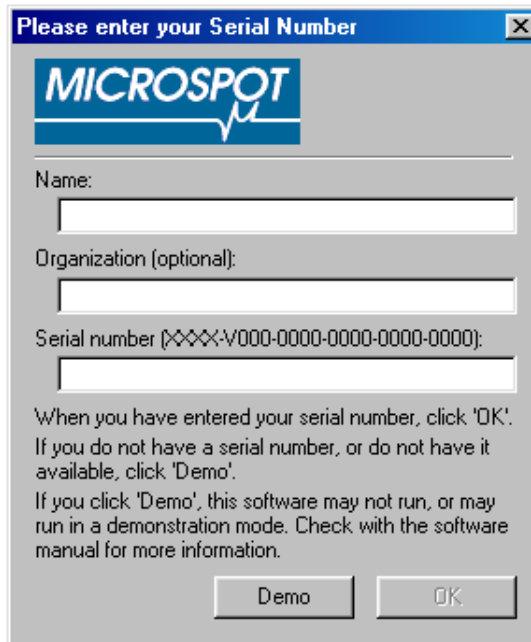 Please enter your Serial Number
MICROSPOT
Name:
Organization (optional):
Serial number (XXXX-V000-0000-0000-0000-0000):
When you have entered your serial number, click 'OK'.
If you do not have a serial number, or do not have it
available, click 'Demo'.
If you click 'Demo', this software may not run, or may
run in a demonstration mode. Check with the software
manual for more information.
Demo
OK